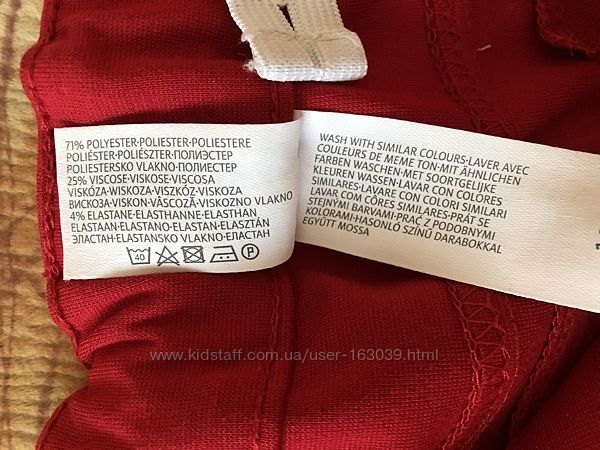 71% POLYESTER·POLIESTER·POLIESTERE
POLIÉSTER·POLIÉSZTER·ПОЛИЭСТЕР
POLIESTERSKO VLAKNO·ПОЛИЕСТЕР
25% VISCOSE·VISKOSE·VISCOSA
VISKÓZA·WISKOZA·VISZKÓZ·VISKOZA
ВИСКОЗА·VISKON·VÂSCOZĂ·VISKOZNO VLAKNO
4% ELASTANE·ELASTHANNE·ELASTHAN
ELASTAAN·ELASTANO·ELASTAN·ELASZTÁN
ЭЛАСТАН·ELASTANSKO VLAKNO·ЕЛАСТАН
40 P
WASH WITH SIMILAR COLOURS·LAVER AVEC
COULEURS DE MEME TON·MIT ÄHNLICHEN
FARBEN WASCHEN·MET SOORTGELIJKE
KLEUREN WASSEN·LAVAR CON COLORES
SIMILARES·LAVAR CON COLORI SIMILARI
LAVAR COM CÔRES SIMILARES·PRÁT SE
STEJNÝMI BARVAMI·PRAĆ Z PODOBNYMI
KOLORAMI·HASONLÓ SZÍNŰ DARABOKKAL
EGYÜTT MOSSA
www.kidstaff.com.ua/user-163039.html